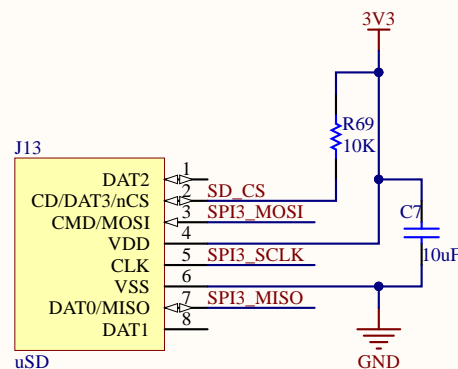 3V3
R69
10K
J13
DAT2 1
CD/DAT3/nCS 2 SD_CS
CMD/MOSI 3 SPI3_MOSI
VDD 4
CLK 5 SPI3_SCLK
VSS 6
DAT0/MISO 7 SPI3_MISO
DAT1 8
C7
10uF
uSD
GND